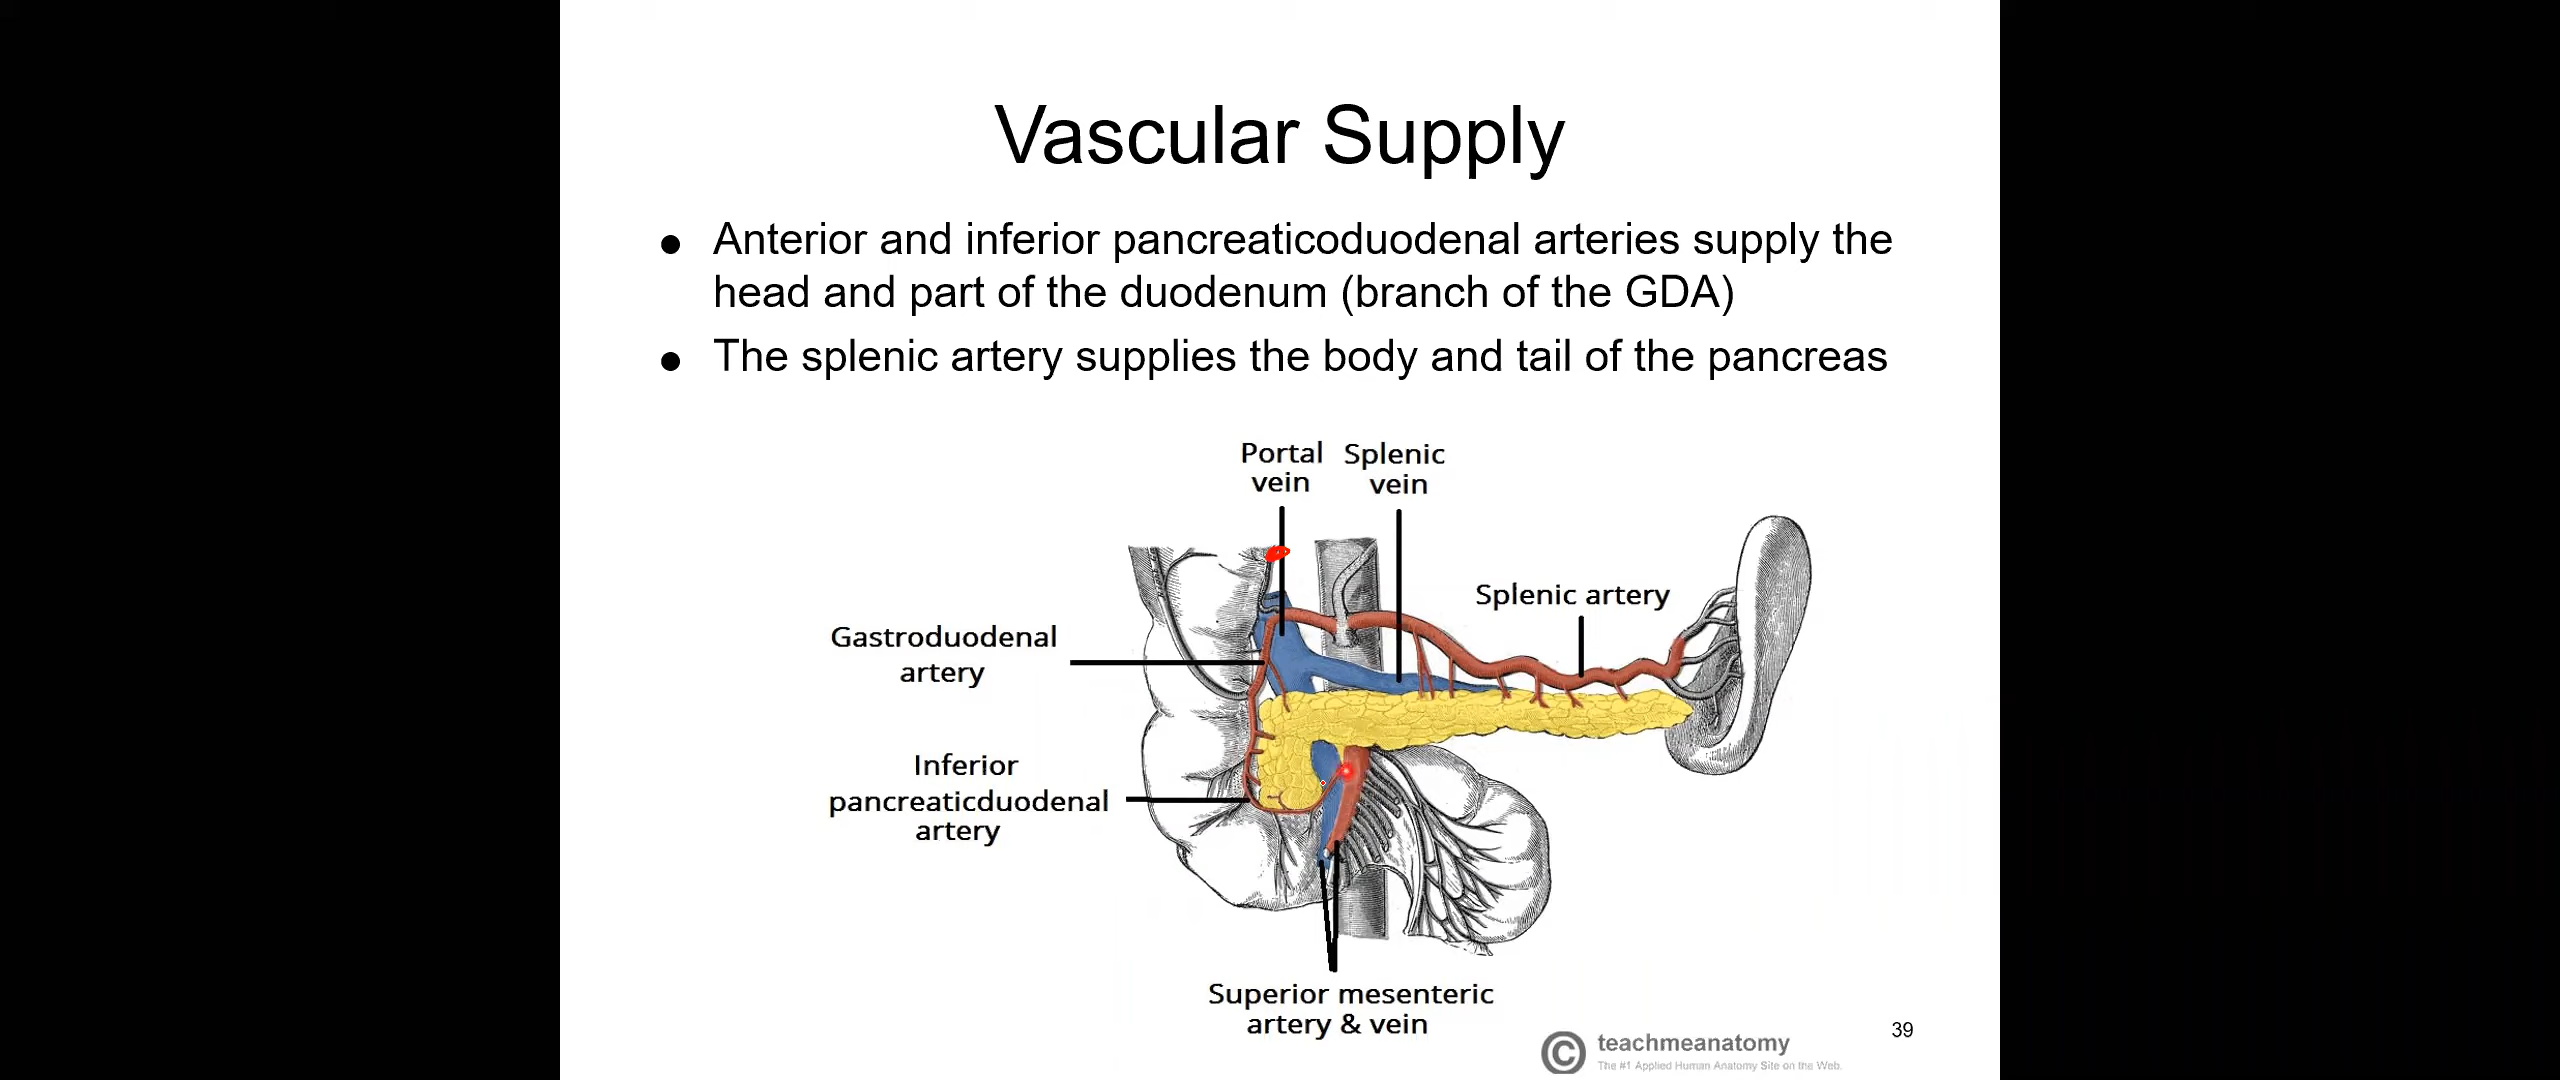 Vascular Supply
● Anterior and inferior pancreaticoduodenal arteries supply the
head and part of the duodenum (branch of the GDA)
● The splenic artery supplies the body and tail of the pancreas
Portal
vein
Splenic
vein
Splenic artery
Gastroduodenal
artery
Inferior
pancreaticduodenal
artery
Superior mesenteric
artery & vein
© teachmeanatomy
The #1 Applied Human Anatomy Site on the Web.
39